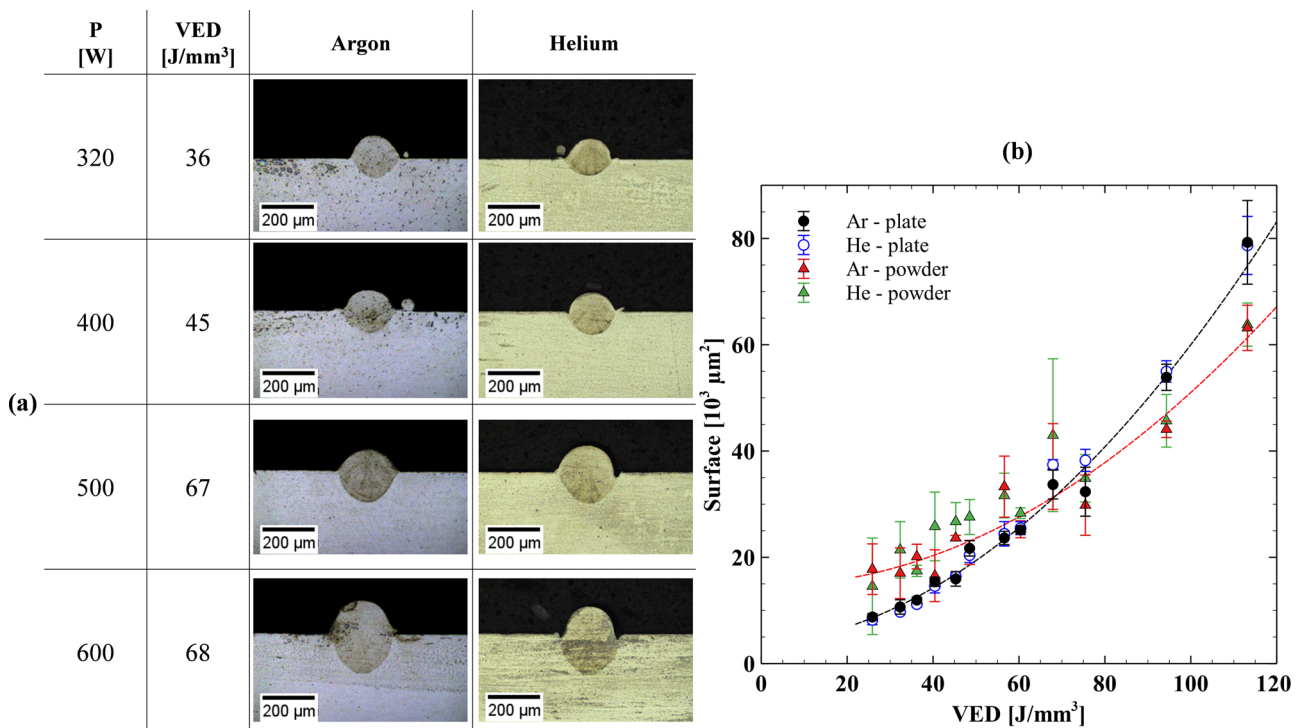 P
[W]
VED
[J/mm³]
Argon
Helium
320
36
200 µm
200 µm
400
45
200 µm
200 µm
(a)
500
67
200 µm
200 µm
600
68
200 µm
200 µm
(b)
Ar - plate
He - plate
Ar - powder
He - powder
Surface [10³ µm²]
80
60
40
20
0
0 20 40 60 80 100 120
VED [J/mm³]